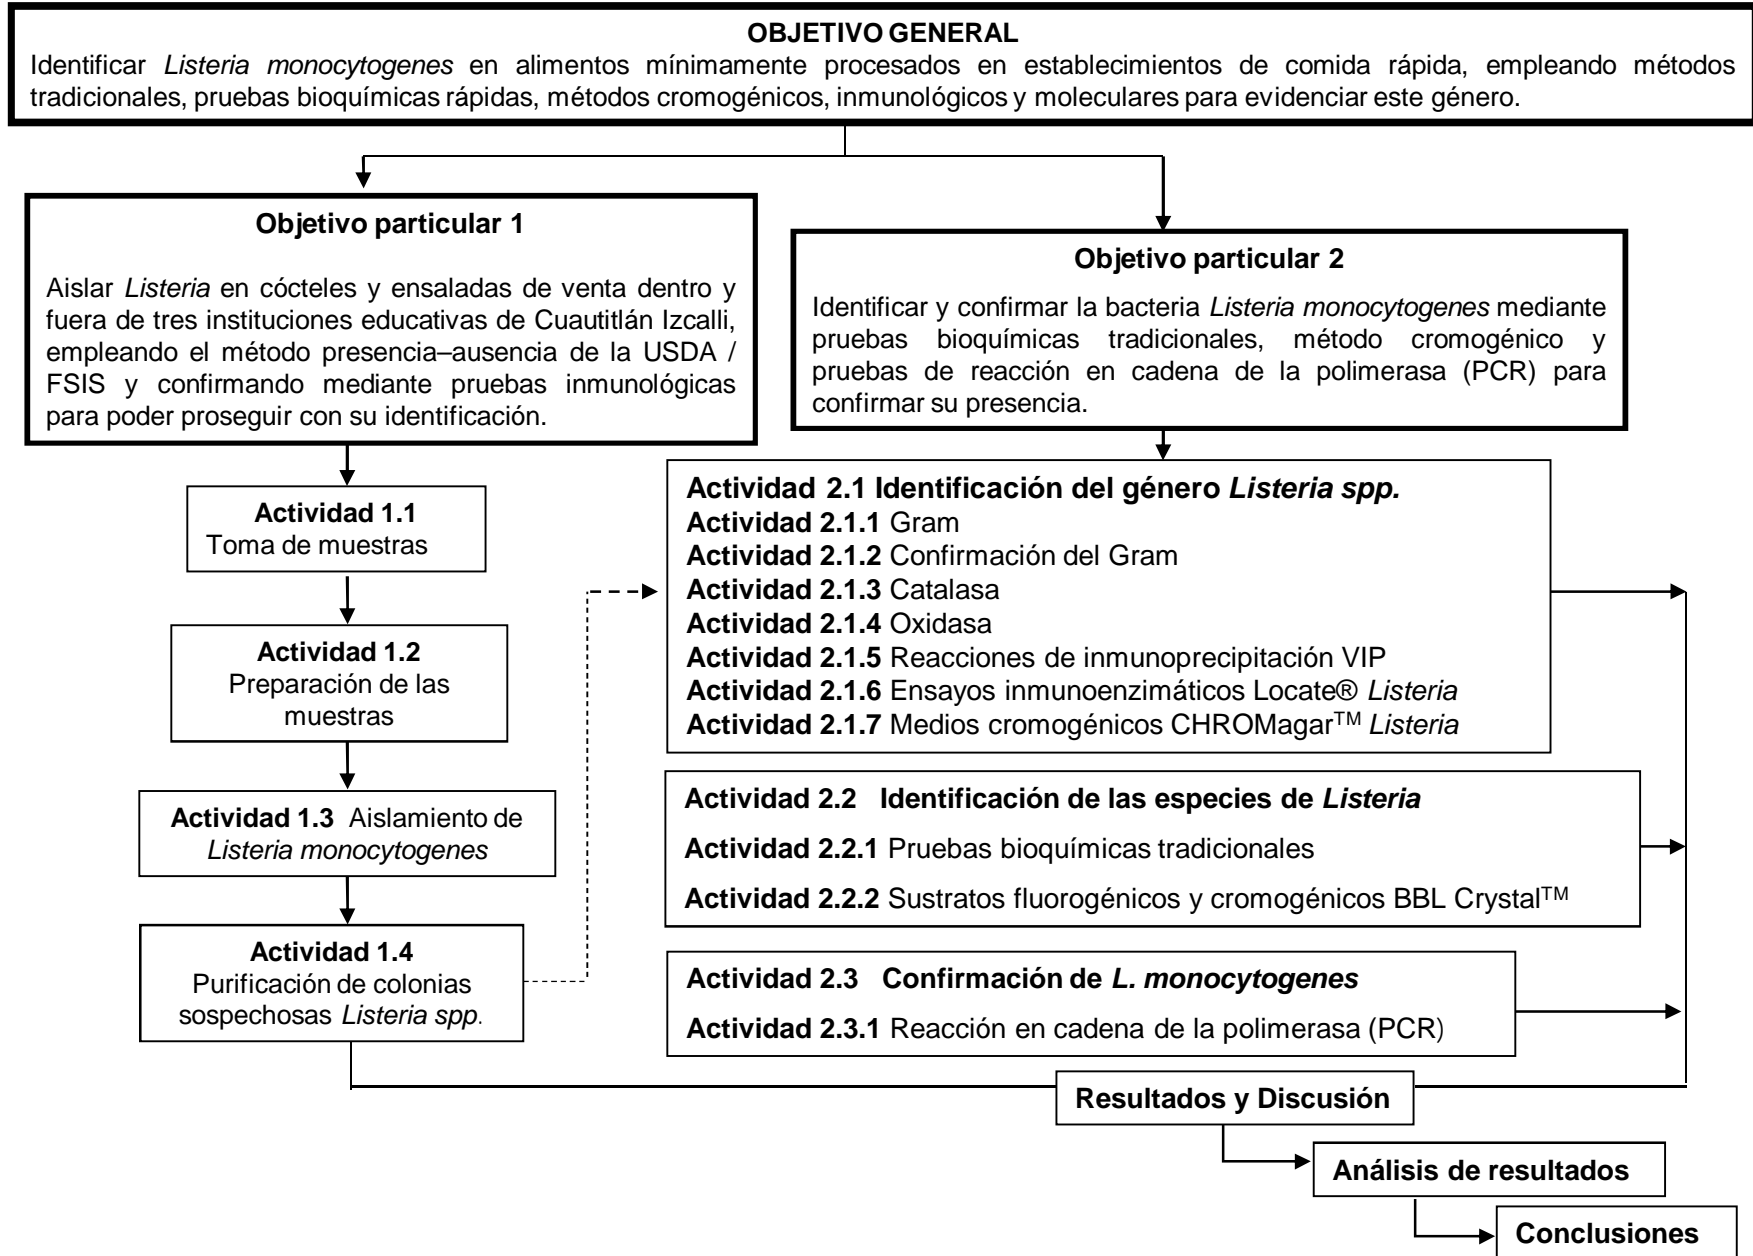 OBJETIVO GENERAL
Identificar Listeria monocytogenes en alimentos mínimamente procesados en establecimientos de comida rápida, empleando métodos
tradicionales, pruebas bioquímicas rápidas, métodos cromogénicos, inmunológicos y moleculares para evidenciar este género.
Objetivo particular 1
Aislar Listeria en cócteles y ensaladas de venta dentro y
fuera de tres instituciones educativas de Cuautitlán Izcalli,
empleando el método presencia–ausencia de la USDA /
FSIS y confirmando mediante pruebas inmunológicas
para poder proseguir con su identificación.
Objetivo particular 2
Identificar y confirmar la bacteria Listeria monocytogenes mediante
pruebas bioquímicas tradicionales, método cromogénico y
pruebas de reacción en cadena de la polimerasa (PCR) para
confirmar su presencia.
Actividad 1.1
Toma de muestras
Actividad 1.2
Preparación de las
muestras
Actividad 1.3 Aislamiento de
Listeria monocytogenes
Actividad 1.4
Purificación de colonias
sospechosas Listeria spp.
Actividad 2.1 Identificación del género Listeria spp.
Actividad 2.1.1 Gram
Actividad 2.1.2 Confirmación del Gram
Actividad 2.1.3 Catalasa
Actividad 2.1.4 Oxidasa
Actividad 2.1.5 Reacciones de inmunoprecipitación VIP
Actividad 2.1.6 Ensayos inmunoenzimáticos Locate® Listeria
Actividad 2.1.7 Medios cromogénicos CHROMagar™ Listeria
Actividad 2.2 Identificación de las especies de Listeria
Actividad 2.2.1 Pruebas bioquímicas tradicionales
Actividad 2.2.2 Sustratos fluorogénicos y cromogénicos BBL Crystal™
Actividad 2.3 Confirmación de L. monocytogenes
Actividad 2.3.1 Reacción en cadena de la polimerasa (PCR)
Resultados y Discusión
Análisis de resultados
Conclusiones